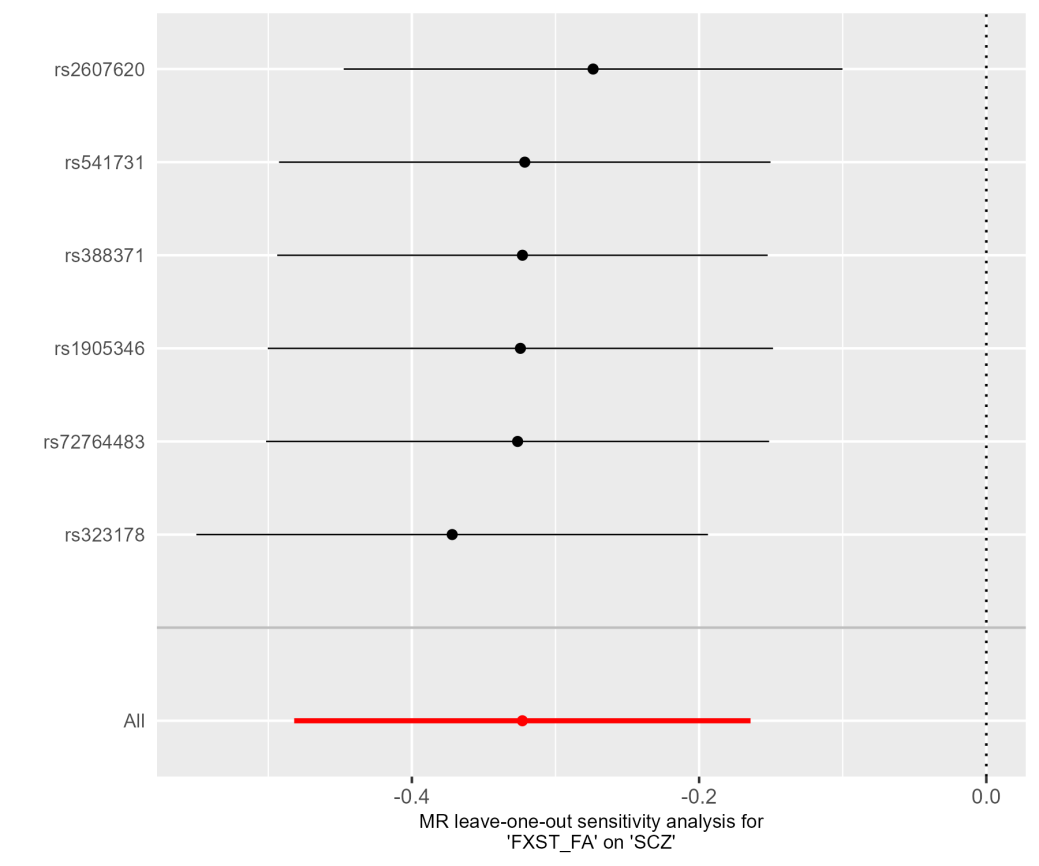 rs2607620
rs541731
rs388371
rs1905346
rs72764483
rs323178
All
-0.4
-0.2
0.0
MR leave-one-out sensitivity analysis for
'FXST_FA' on 'SCZ'